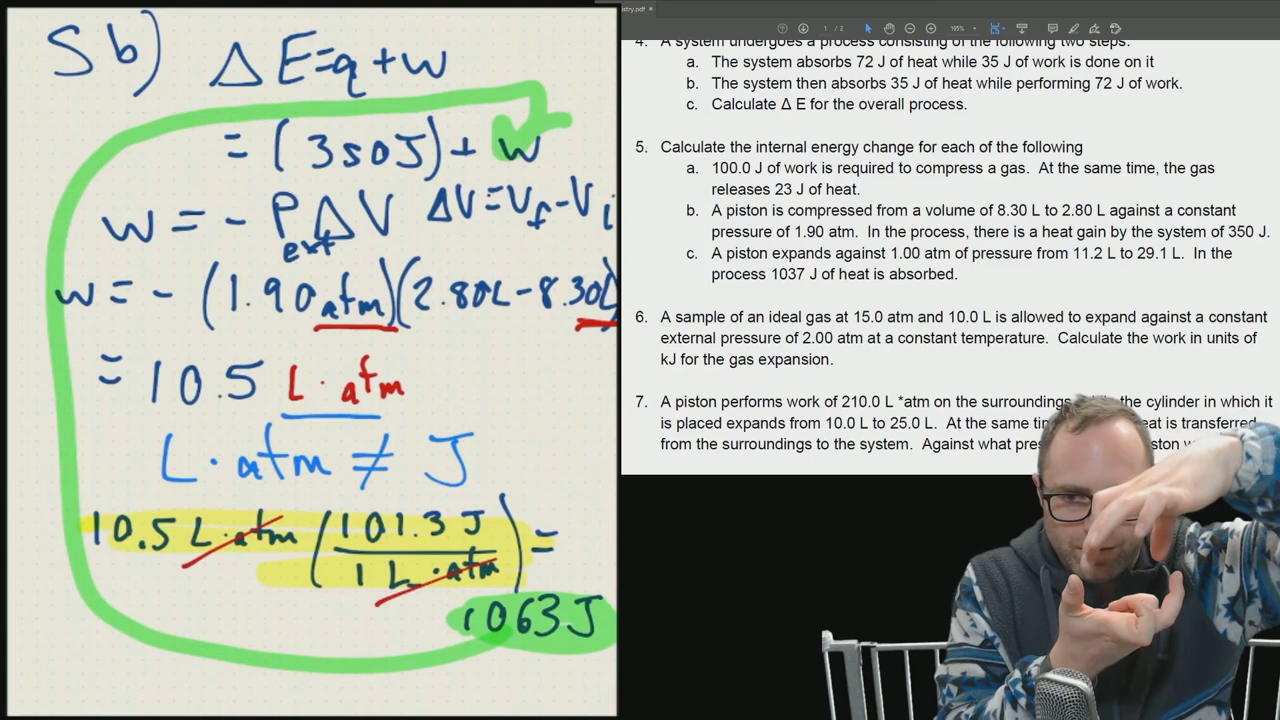 5b) Δ E=q+w
= (350J) + w
w = - P ΔV ΔV=Vf-Vi
ext
w = - (1.90 atm)(2.80L-8.30L)
= 10.5 L·atm
L·atm ≠ J
10.5 L·atm (101.3 J / 1 L·atm) =
1063 J
istry.pdf ×
1 / 2 195%
4. A system undergoes a process consisting of the following two steps.
a. The system absorbs 72 J of heat while 35 J of work is done on it
b. The system then absorbs 35 J of heat while performing 72 J of work.
c. Calculate Δ E for the overall process.
5. Calculate the internal energy change for each of the following
a. 100.0 J of work is required to compress a gas. At the same time, the gas
releases 23 J of heat.
b. A piston is compressed from a volume of 8.30 L to 2.80 L against a constant
pressure of 1.90 atm. In the process, there is a heat gain by the system of 350 J.
c. A piston expands against 1.00 atm of pressure from 11.2 L to 29.1 L. In the
process 1037 J of heat is absorbed.
6. A sample of an ideal gas at 15.0 atm and 10.0 L is allowed to expand against a constant
external pressure of 2.00 atm at a constant temperature. Calculate the work in units of
kJ for the gas expansion.
7. A piston performs work of 210.0 L *atm on the surroundings the cylinder in which it
is placed expands from 10.0 L to 25.0 L. At the same eat is transferred
from the surroundings to the system. Against what